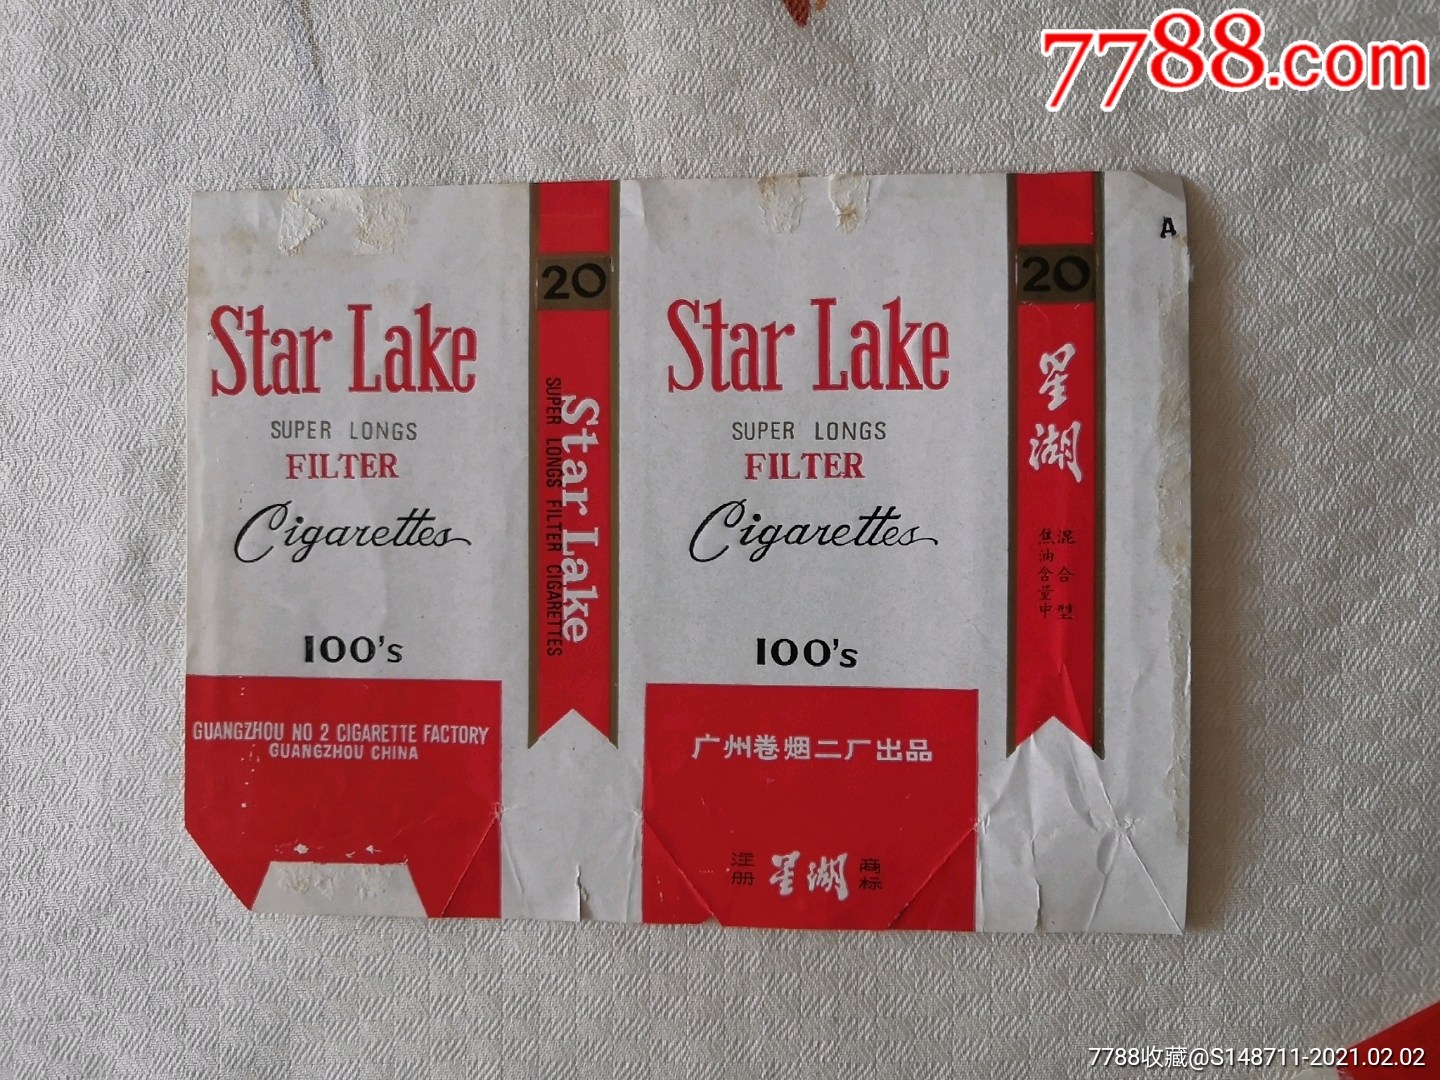 7788.com
Star Lake
SUPER LONGS
FILTER
Cigarettes
100's
GUANGZHOU NO 2 CIGARETTE FACTORY
GUANGZHOU CHINA
20
Star Lake
SUPER LONGS FILTER CIGARETTES
Star Lake
SUPER LONGS
FILTER
Cigarettes
100's
广州卷烟二厂出品
注册 星湖 商标
20
星湖
混合型
焦油含量中
A
7788收藏@S148711-2021.02.02